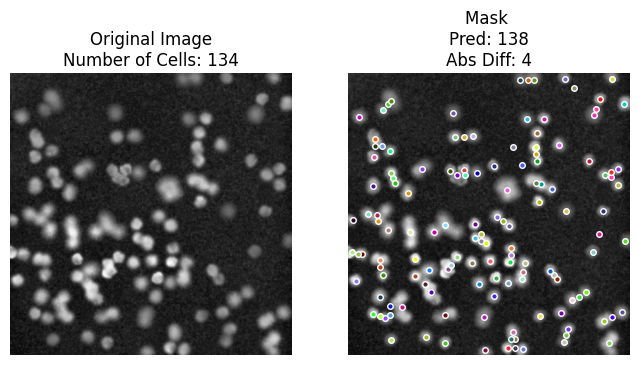 Original Image
Number of Cells: 134
Mask
Pred: 138
Abs Diff: 4